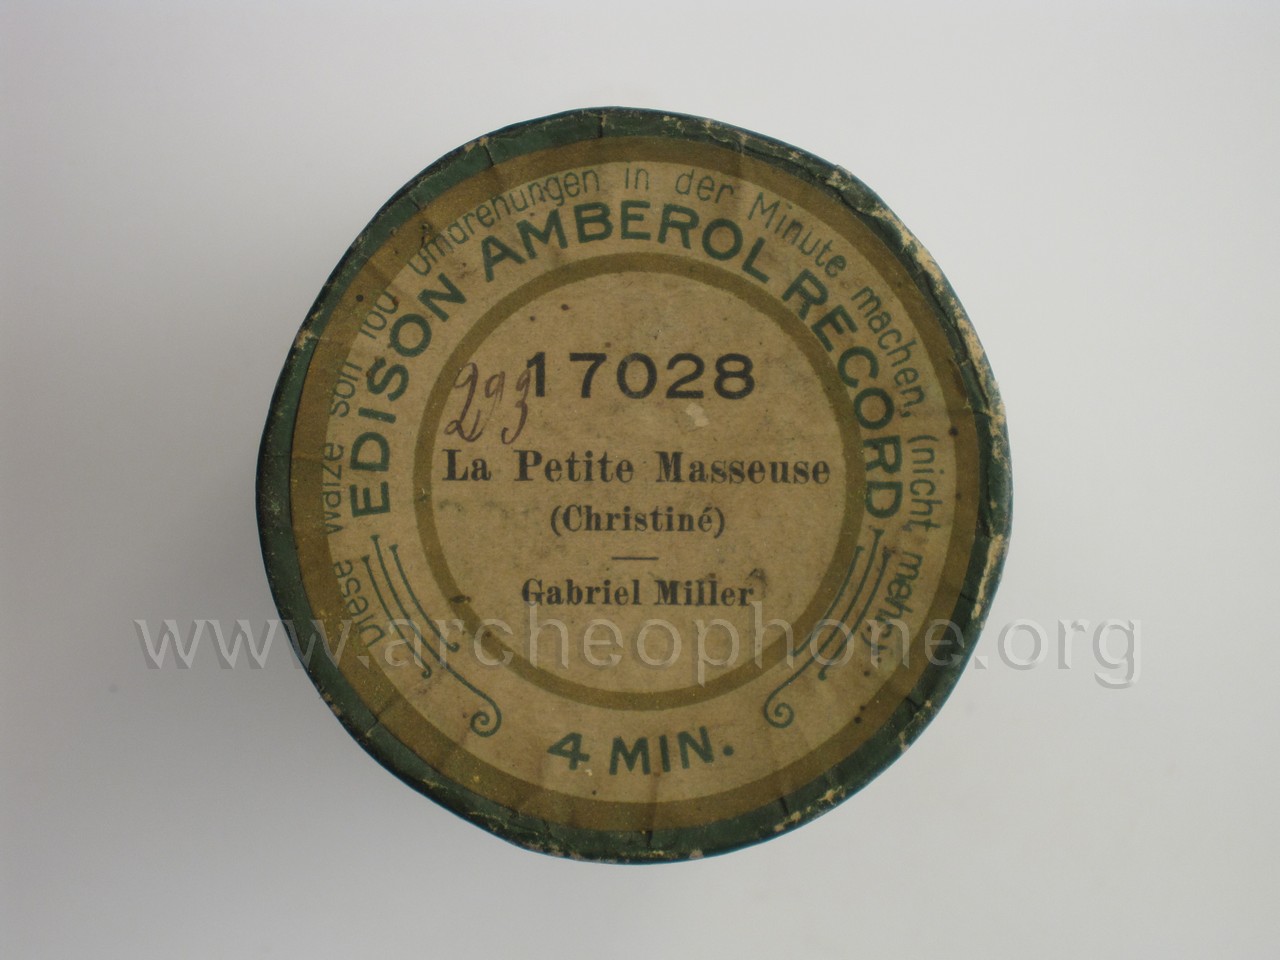 Diese Walze soll 100 Umdrehungen in der Minute machen, (nicht mehr)
EDISON AMBEROL RECORD
17028
293
La Petite Masseuse
(Christiné)
Gabriel Miller
4 MIN.
www.archeophone.org